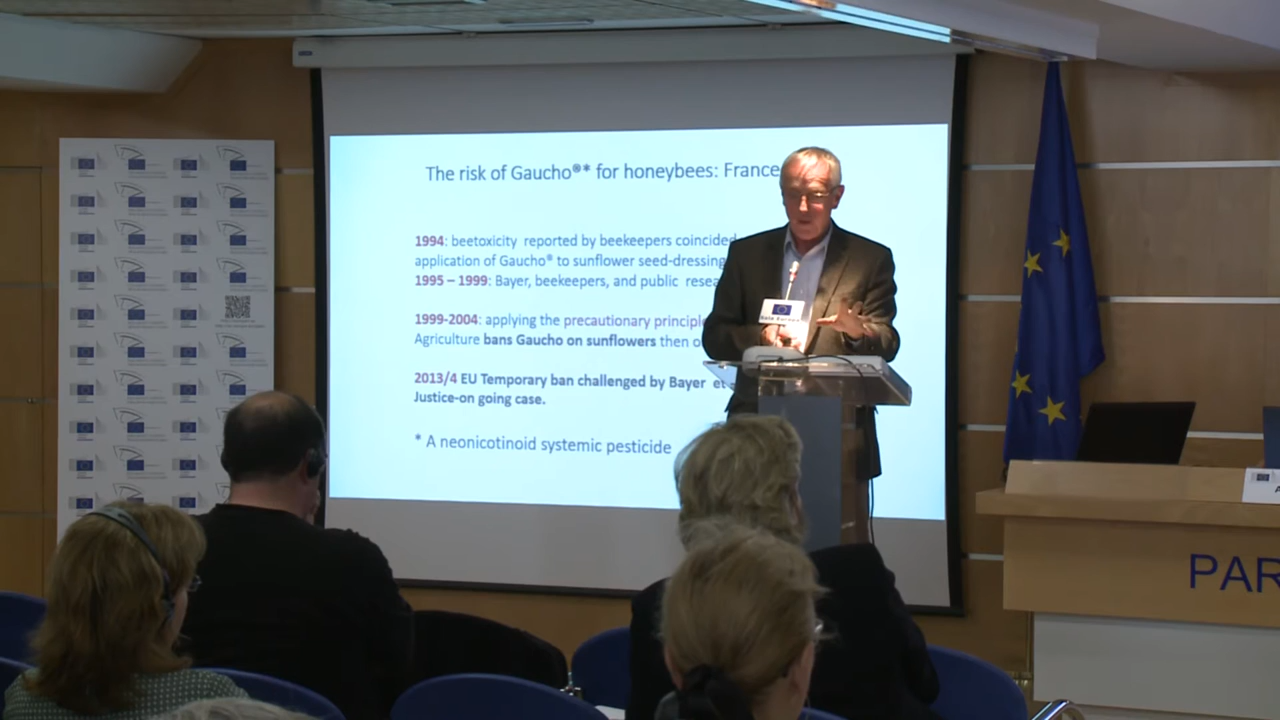 The risk of Gaucho®* for honeybees: France
1994: beetoxicity reported by beekeepers coincided
application of Gaucho® to sunflower seed-dressing
1995 – 1999: Bayer, beekeepers, and public
1999-2004: applying the precautionary
Agriculture bans Gaucho on sunflowers then
2013/4 EU Temporary ban challenged by Bayer et
Justice-on going case.
* A neonicotinoid systemic pesticide
PAR